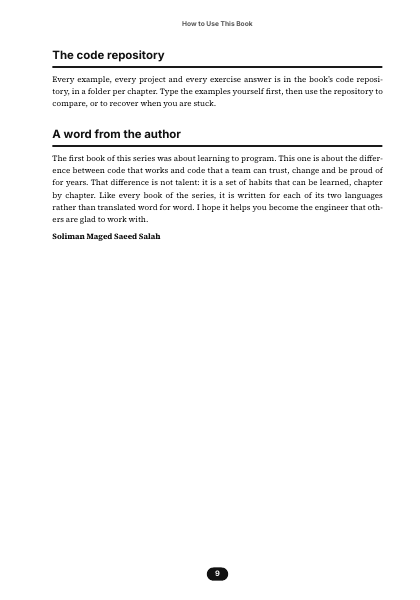 How to Use This Book
The code repository
Every example, every project and every exercise answer is in the book's code reposi-
tory, in a folder per chapter. Type the examples yourself first, then use the repository to
compare, or to recover when you are stuck.
A word from the author
The first book of this series was about learning to program. This one is about the differ-
ence between code that works and code that a team can trust, change and be proud of
for years. That difference is not talent: it is a set of habits that can be learned, chapter
by chapter. Like every book of the series, it is written for each of its two languages
rather than translated word for word. I hope it helps you become the engineer that oth-
ers are glad to work with.
Soliman Maged Saeed Salah
9